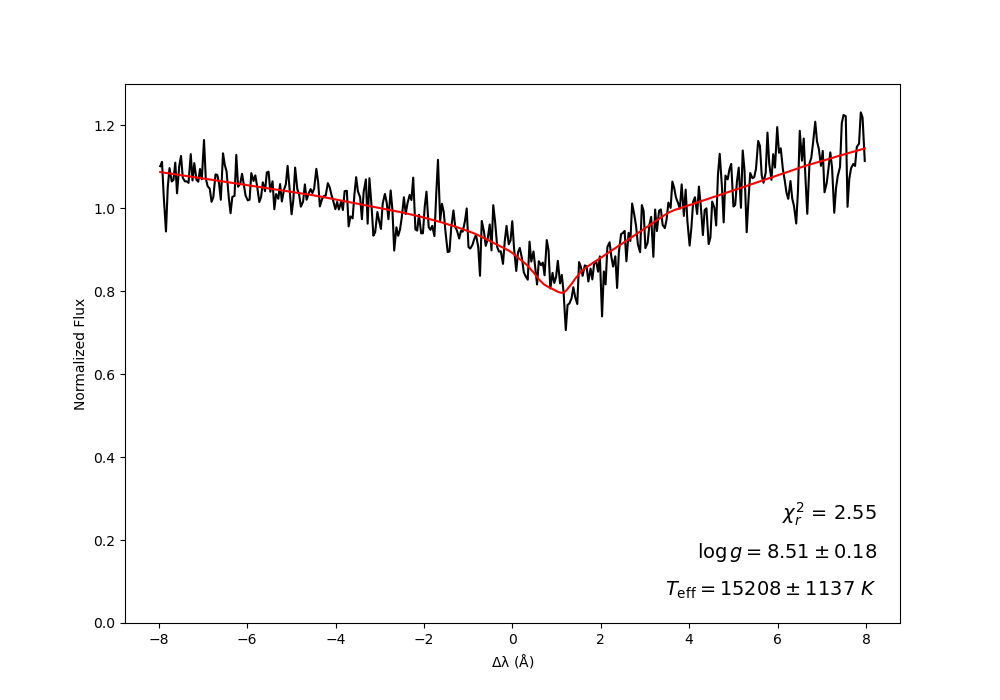 1.2
1.0
0.8
0.6
0.4
0.2
0.0
Normalized Flux
χ²ᵣ = 2.55
log g = 8.51 ± 0.18
T_eff = 15208 ± 1137 K
−8 −6 −4 −2 0 2 4 6 8
Δλ (Å)